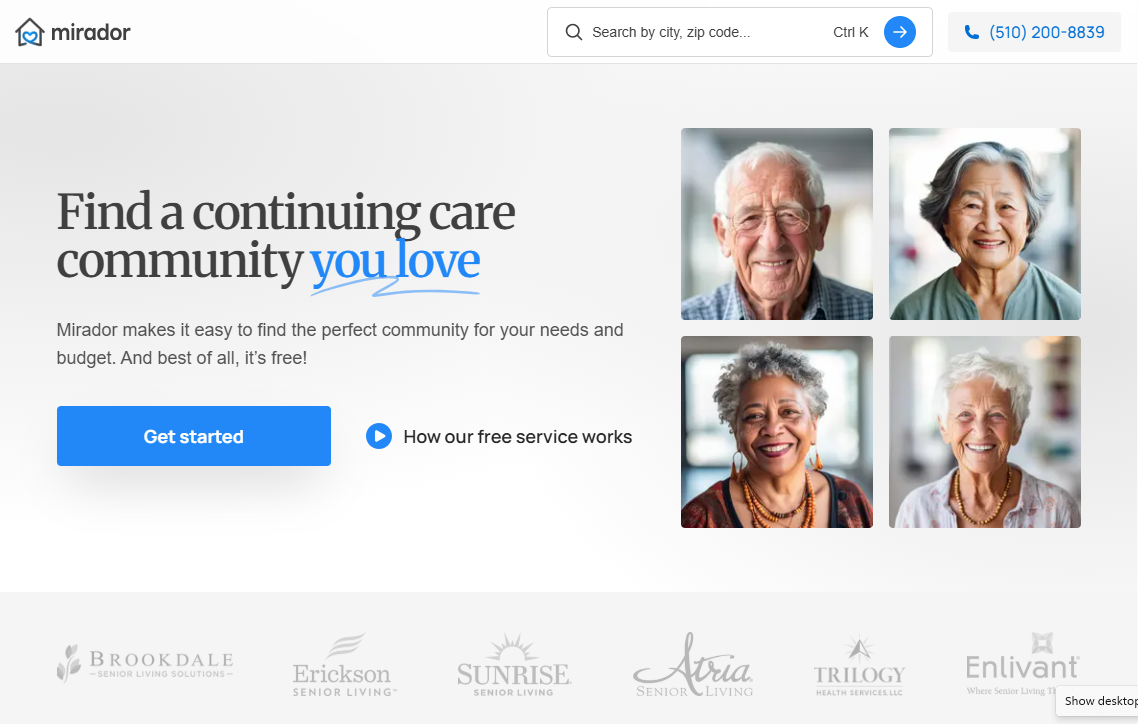 mirador
Search by city, zip code...
Ctrl K
(510) 200-8839
Find a continuing care
community you love
Mirador makes it easy to find the perfect community for your needs and
budget. And best of all, it’s free!
Get started
How our free service works
BROOKDALE
SENIOR LIVING SOLUTIONS
Erickson
SENIOR LIVING™
SUNRISE
SENIOR LIVING
Atria
SENIOR LIVING
TRILOGY
HEALTH SERVICES LLC
Enlivant
Where Senior Living
Show desktop